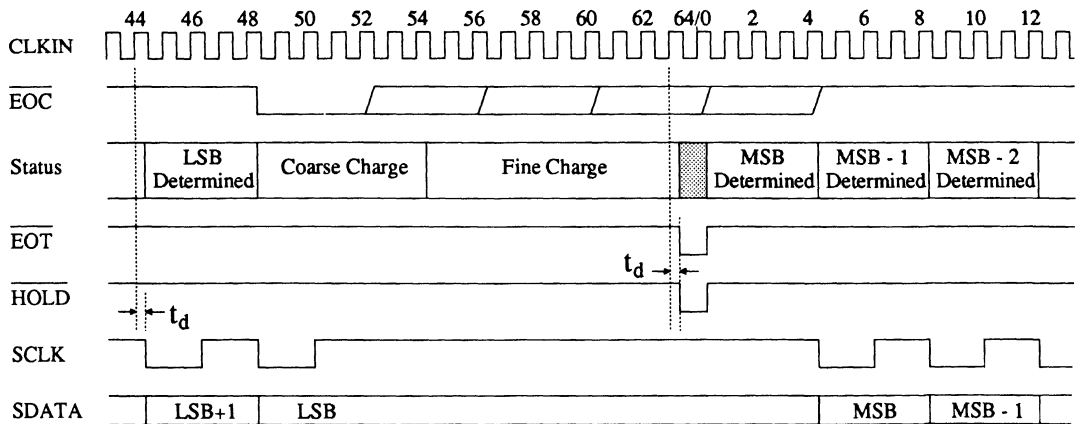 44 46 48 50 52 54 56 58 60 62 64/0 2 4 6 8 10 12
CLKIN
EOC
Status
LSB
Determined
Coarse Charge
Fine Charge
MSB
Determined
MSB - 1
Determined
MSB - 2
Determined
EOT
td
HOLD
td
SCLK
SDATA
LSB+1
LSB
MSB
MSB - 1